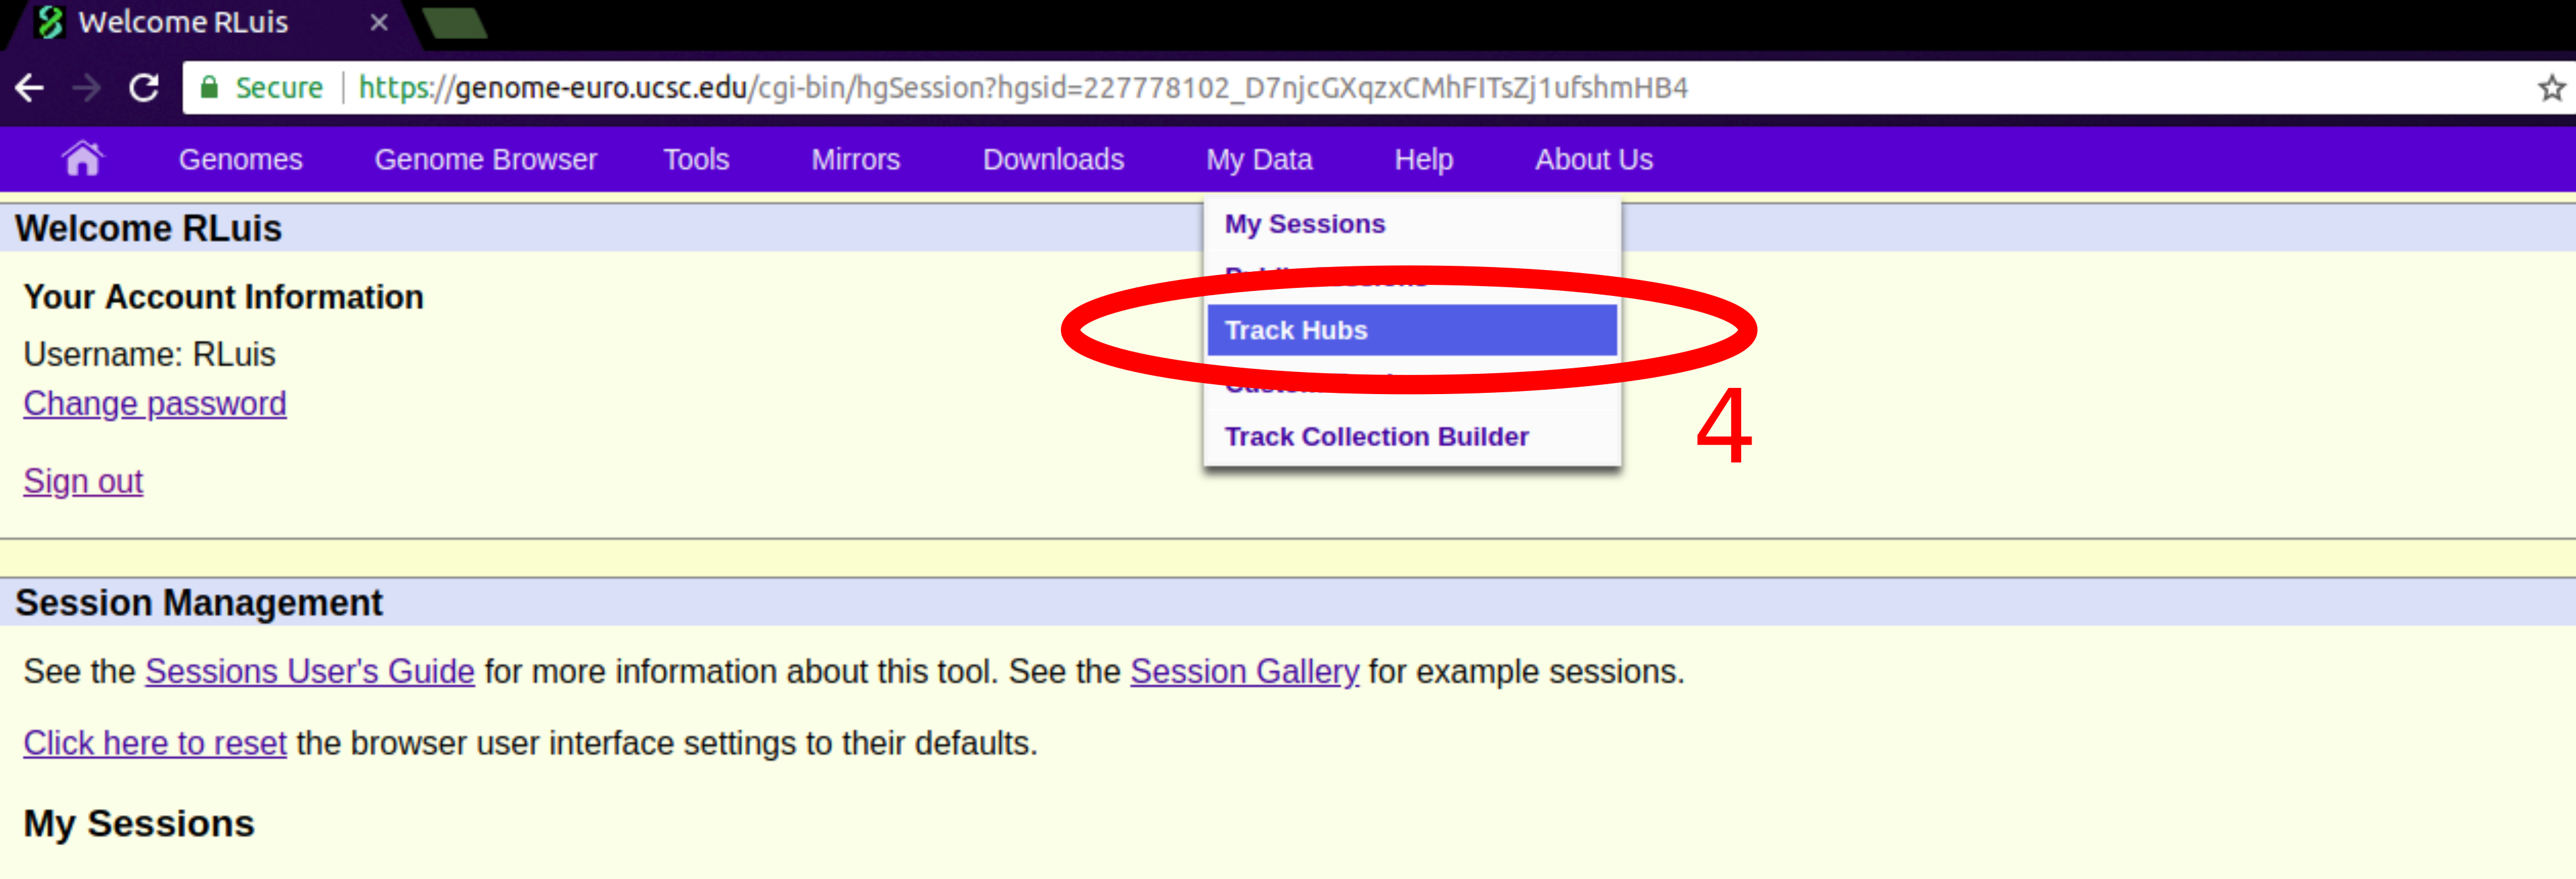 Welcome RLuis
Secure https://genome-euro.ucsc.edu/cgi-bin/hgSession?hgsid=227778102_D7njcGXqzxCMhFITsZj1ufshmHB4
Genomes Genome Browser Tools Mirrors Downloads My Data Help About Us
Welcome RLuis
My Sessions
Track Hubs
Track Collection Builder
4
Your Account Information
Username: RLuis
Change password
Sign out
Session Management
See the Sessions User's Guide for more information about this tool. See the Session Gallery for example sessions.
Click here to reset the browser user interface settings to their defaults.
My Sessions